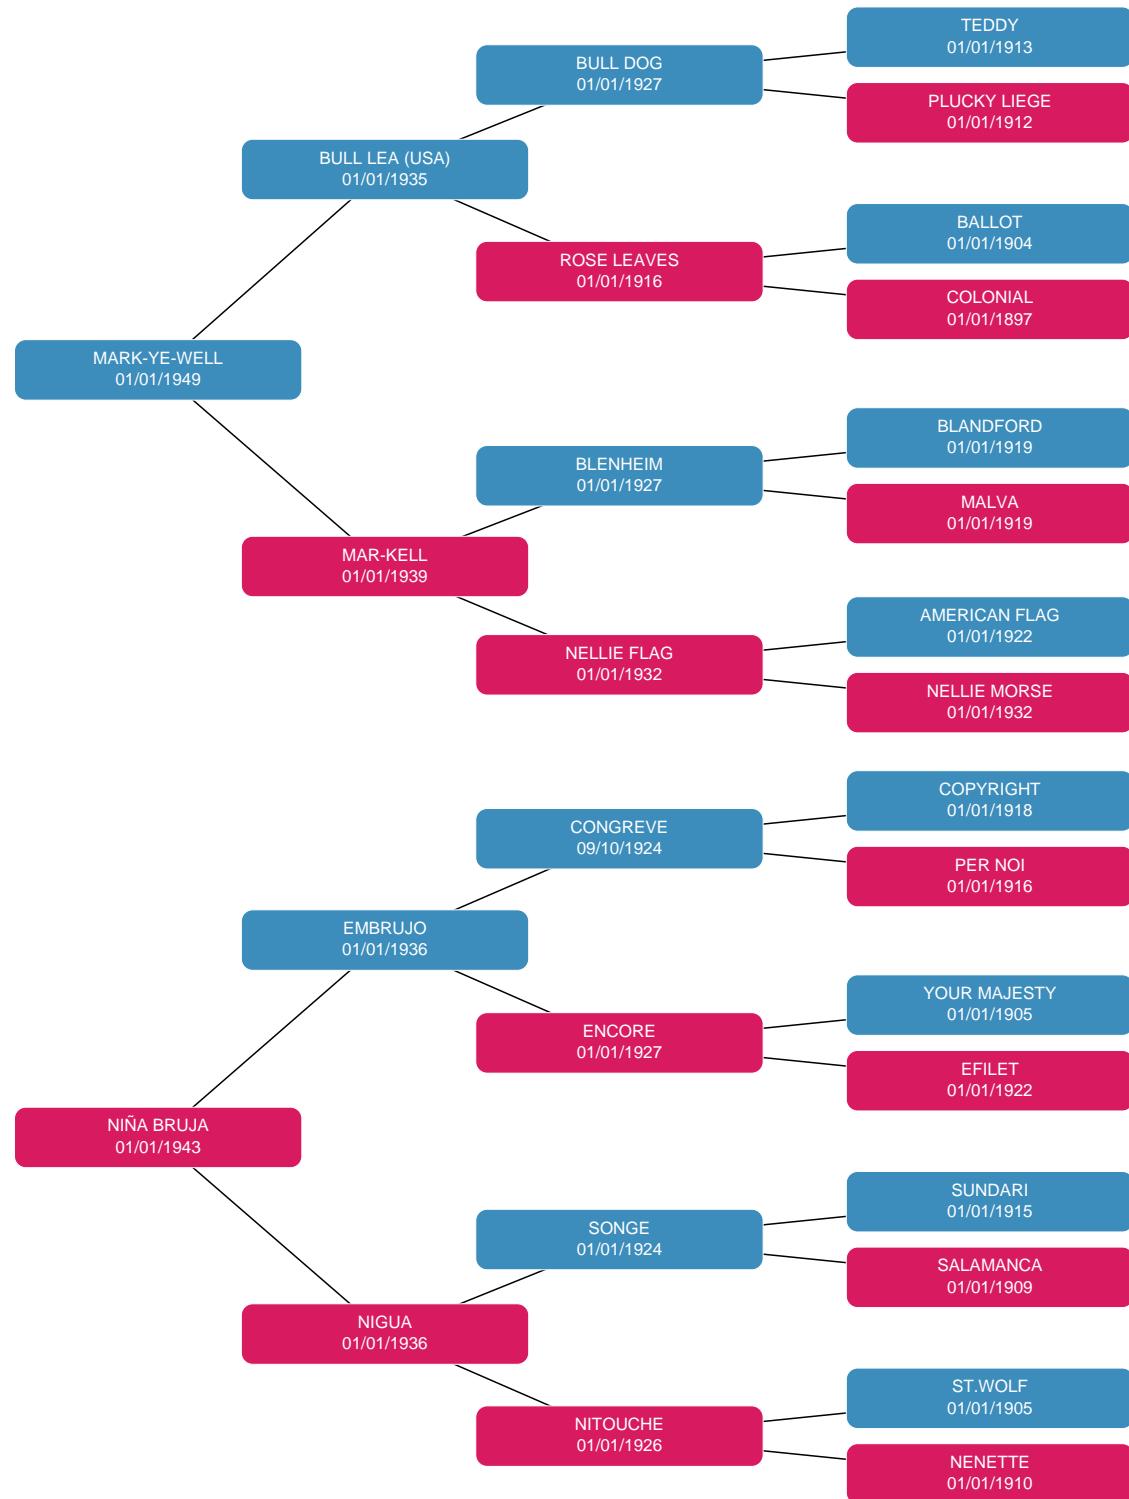 TEDDY
01/01/1913
BULL DOG
01/01/1927
PLUCKY LIEGE
01/01/1912
BULL LEA (USA)
01/01/1935
BALLOT
01/01/1904
ROSE LEAVES
01/01/1916
COLONIAL
01/01/1897
MARK-YE-WELL
01/01/1949
BLANDFORD
01/01/1919
BLENHEIM
01/01/1927
MALVA
01/01/1919
MAR-KELL
01/01/1939
AMERICAN FLAG
01/01/1922
NELLIE FLAG
01/01/1932
NELLIE MORSE
01/01/1932
COPYRIGHT
01/01/1918
CONGREVE
09/10/1924
PER NOI
01/01/1916
EMBRUJO
01/01/1936
YOUR MAJESTY
01/01/1905
ENCORE
01/01/1927
EFILET
01/01/1922
NIÑA BRUJA
01/01/1943
SUNDARI
01/01/1915
SONGE
01/01/1924
SALAMANCA
01/01/1909
NIGUA
01/01/1936
ST.WOLF
01/01/1905
NITOUCHE
01/01/1926
NENETTE
01/01/1910